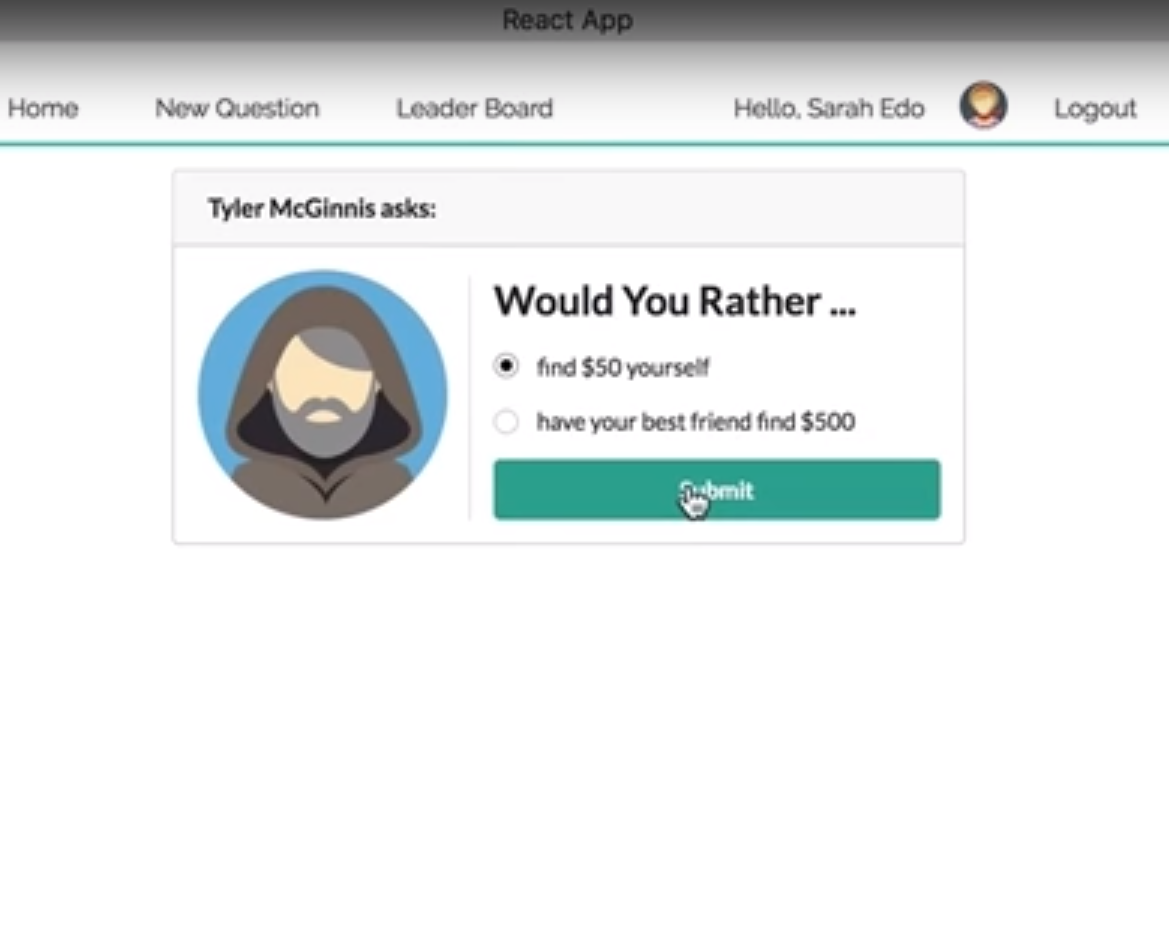 React App
Home New Question Leader Board Hello, Sarah Edo Logout
Tyler McGinnis asks:
Would You Rather ...
find $50 yourself
have your best friend find $500
Submit